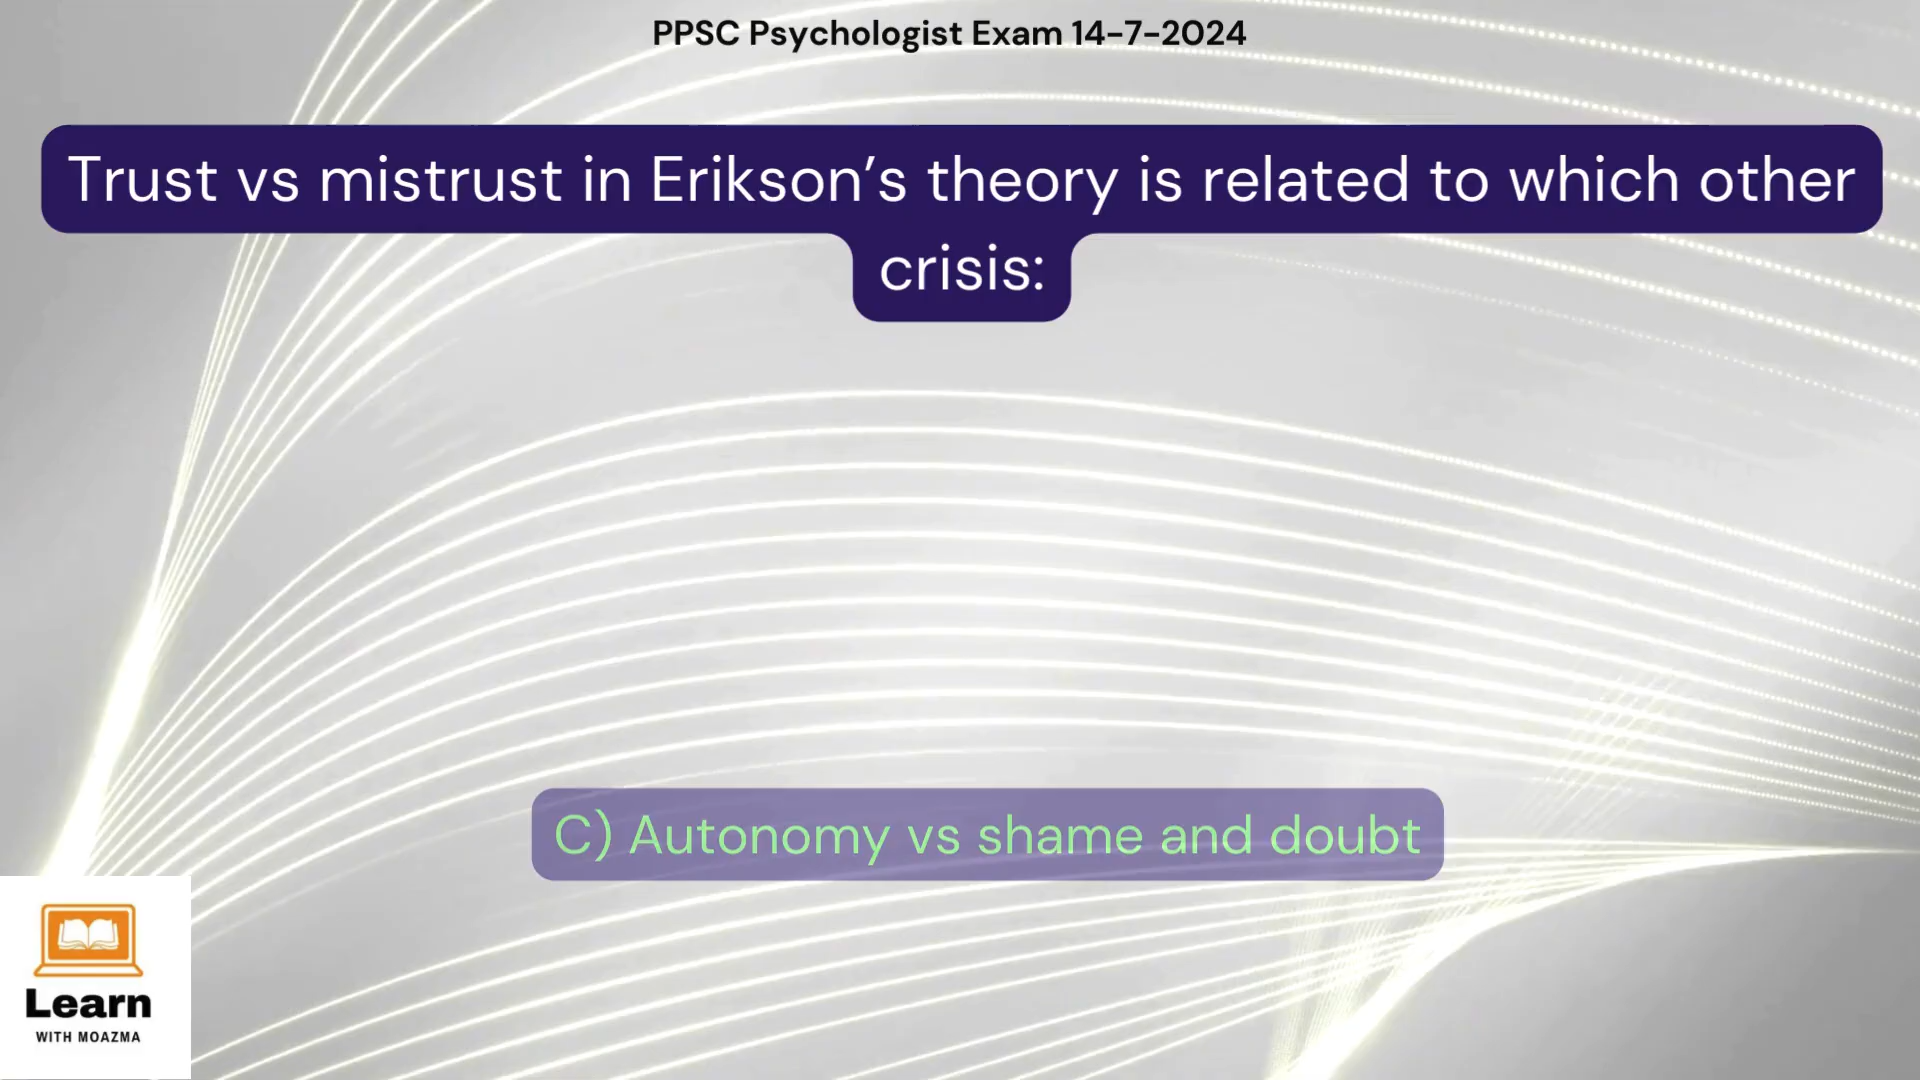 PPSC Psychologist Exam 14-7-2024
Trust vs mistrust in Erikson’s theory is related to which other
crisis:
C) Autonomy vs shame and doubt
Learn
WITH MOAZMA